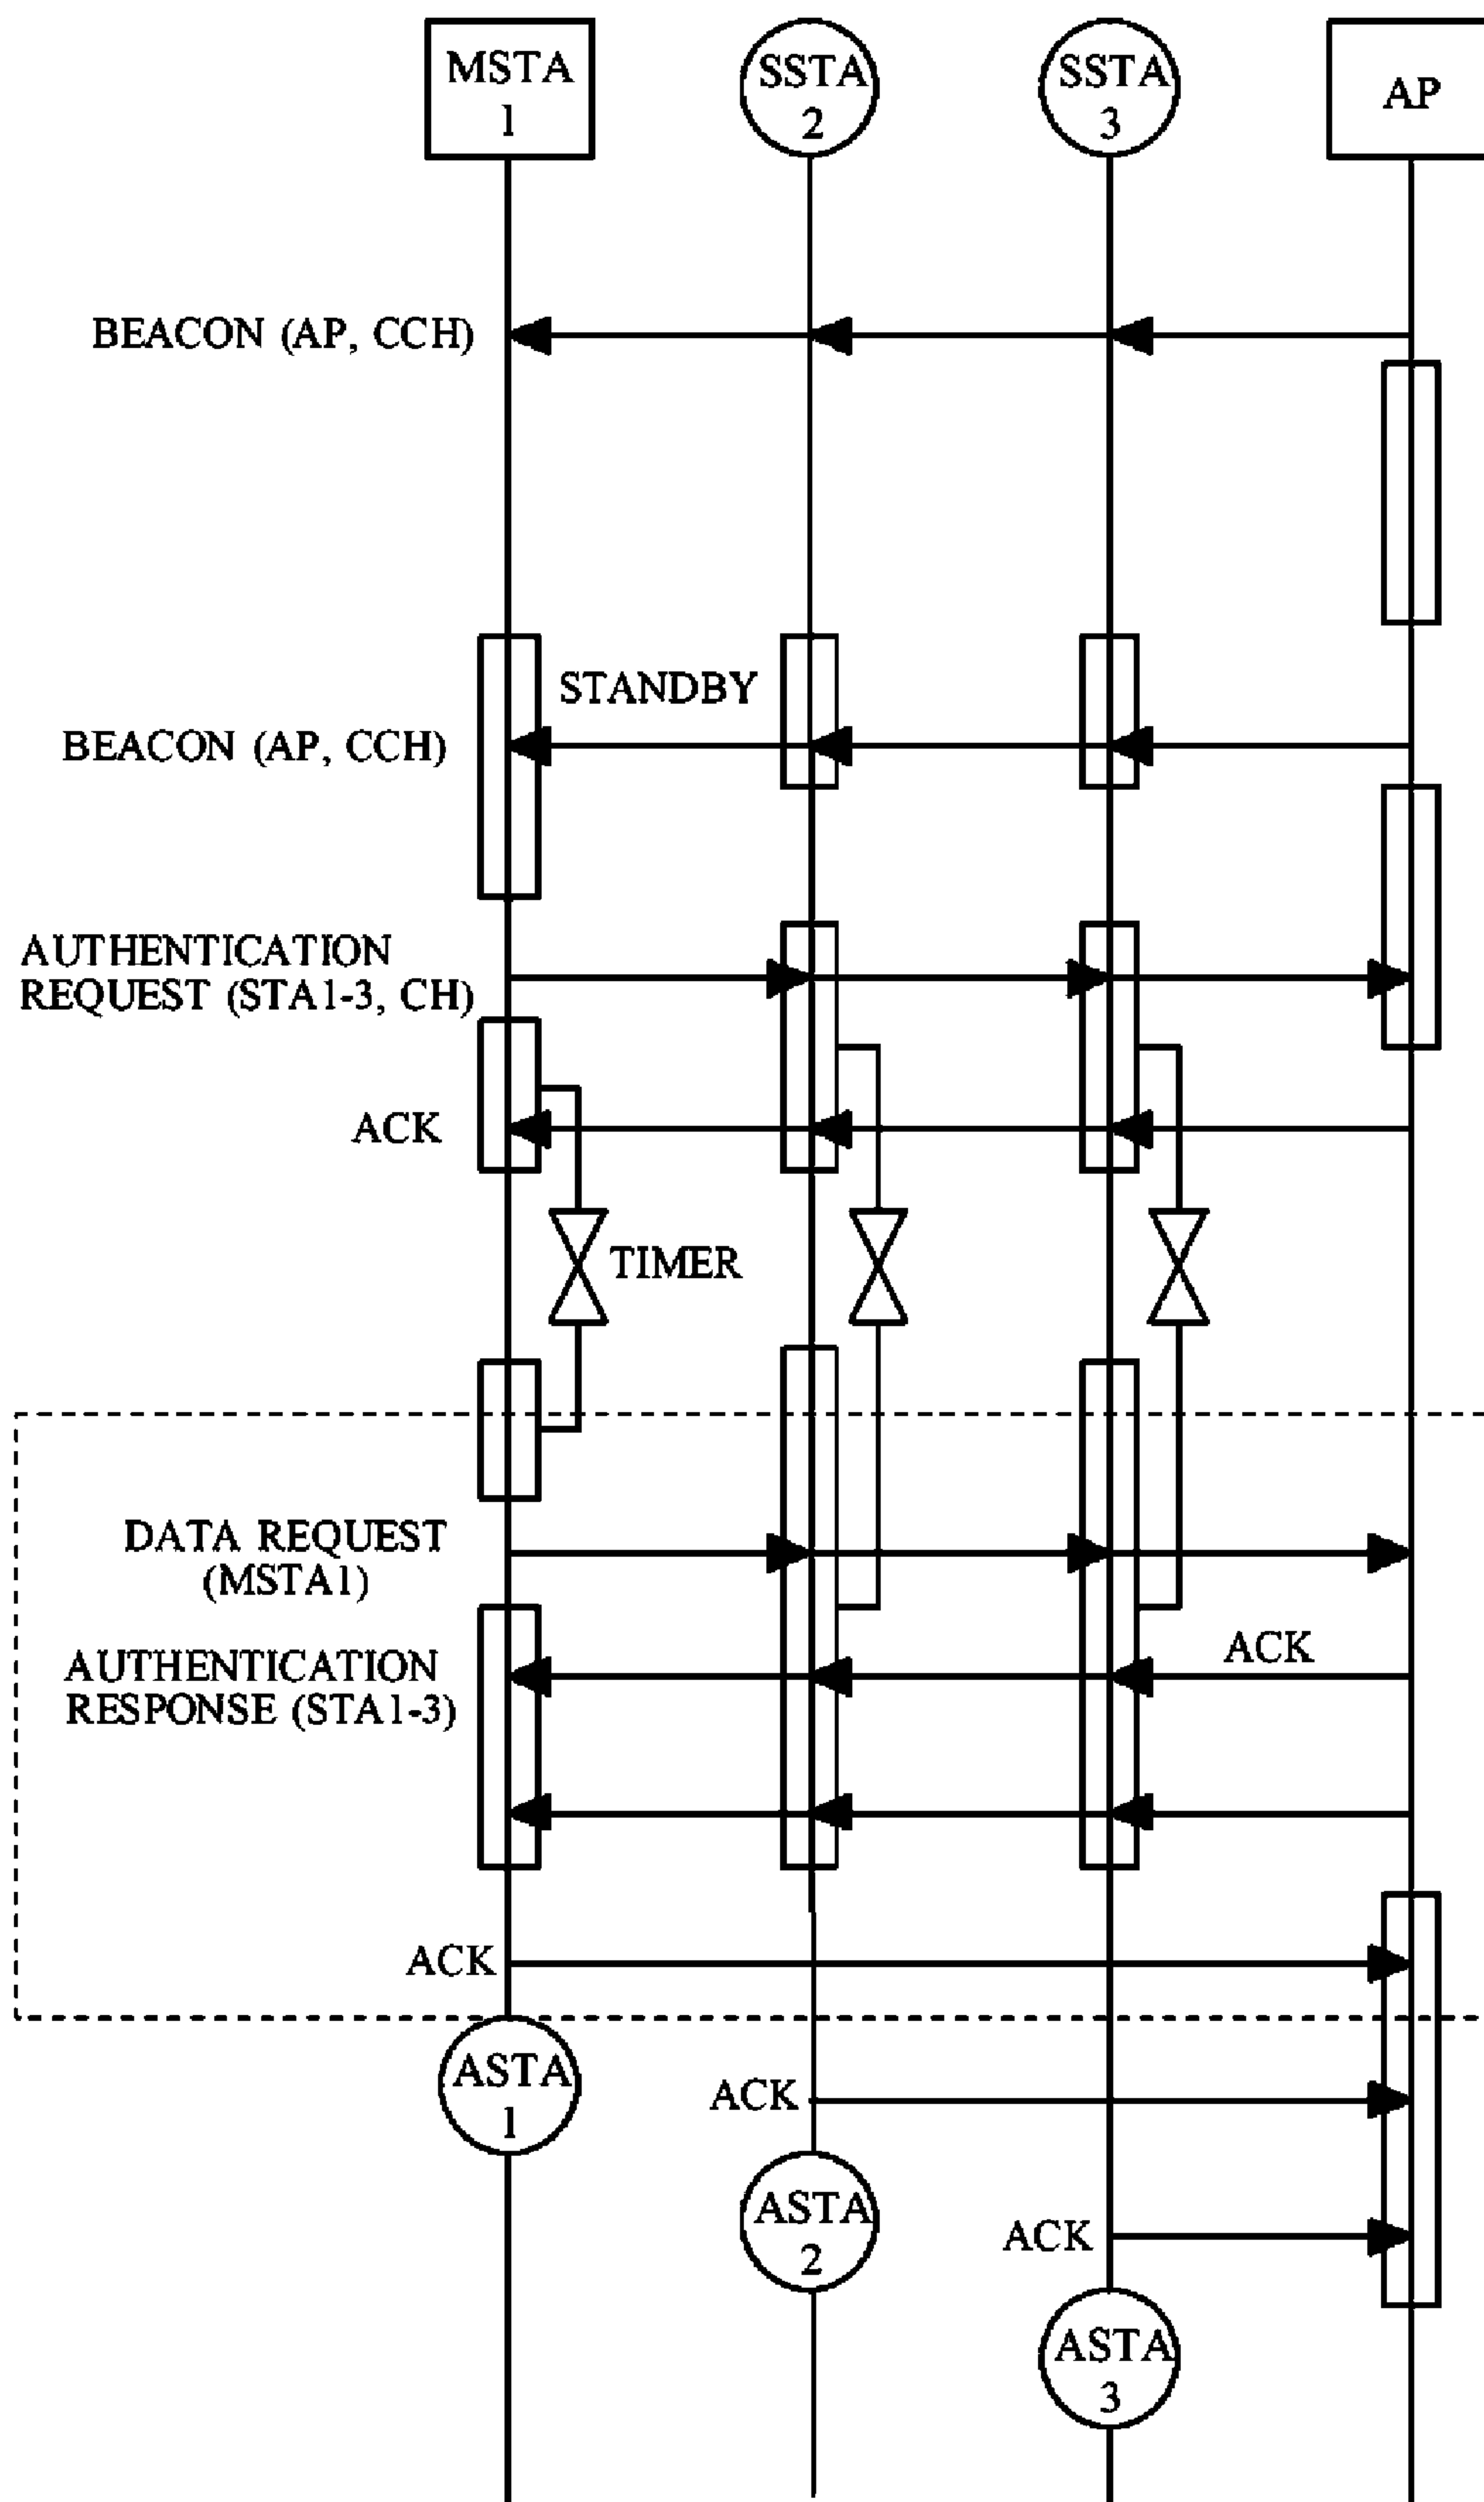 MSTA
1
SSTA
2
SSTA
3
AP
BEACON (AP, CCH)
STANDBY
BEACON (AP, CCH)
AUTHENTICATION
REQUEST (STA1-3, CH)
ACK
TIMER
DATA REQUEST
(MSTA1)
ACK
AUTHENTICATION
RESPONSE (STA1-3)
ACK
ASTA
1
ACK
ASTA
2
ACK
ASTA
3